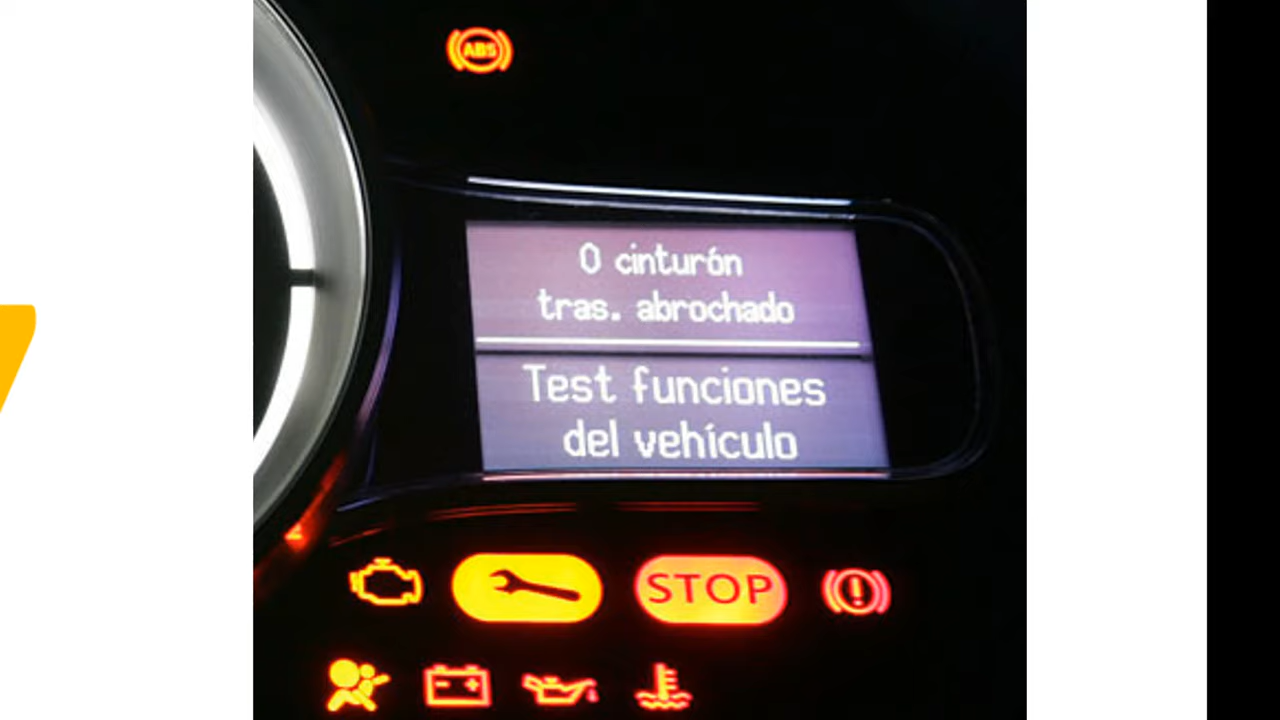 ABS
0 cinturón
tras. abrochado
Test funciones
del vehículo
STOP